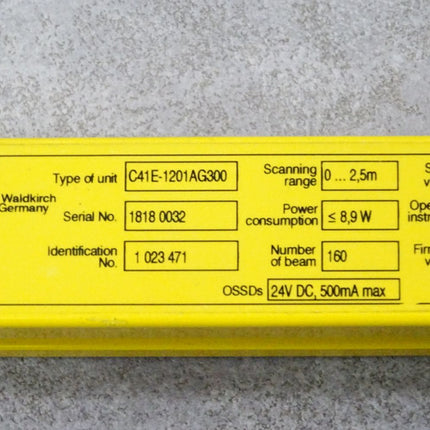 Waldkirch
Germany
Type of unit C41E-1201AG300
Serial No. 1818 0032
Identification
No. 1 023 471
Scanning
range 0 ... 2,5m
Power
consumption ≤ 8,9 W
Number
of beam 160
OSSDs 24V DC, 500mA max